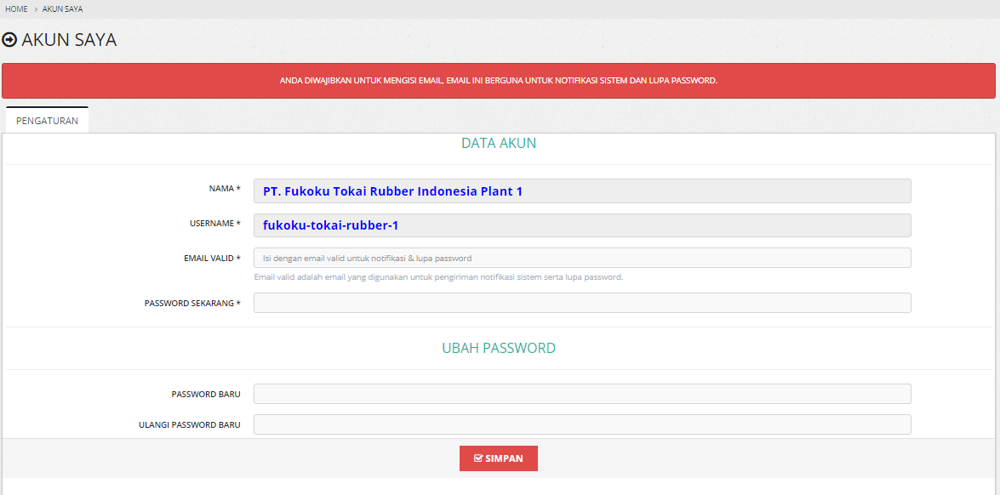 HOME > AKUN SAYA
AKUN SAYA
ANDA DIWAJIBKAN UNTUK MENGISI EMAIL, EMAIL INI BERGUNA UNTUK NOTIFIKASI SISTEM DAN LUPA PASSWORD.
PENGATURAN
DATA AKUN
NAMA * PT. Fukoku Tokai Rubber Indonesia Plant 1
USERNAME * fukoku-tokai-rubber-1
EMAIL VALID * Isi dengan email valid untuk notifikasi & lupa password
Email valid adalah email yang digunakan untuk pengiriman notifikasi sistem serta lupa password.
PASSWORD SEKARANG *
UBAH PASSWORD
PASSWORD BARU
ULANGI PASSWORD BARU
SIMPAN